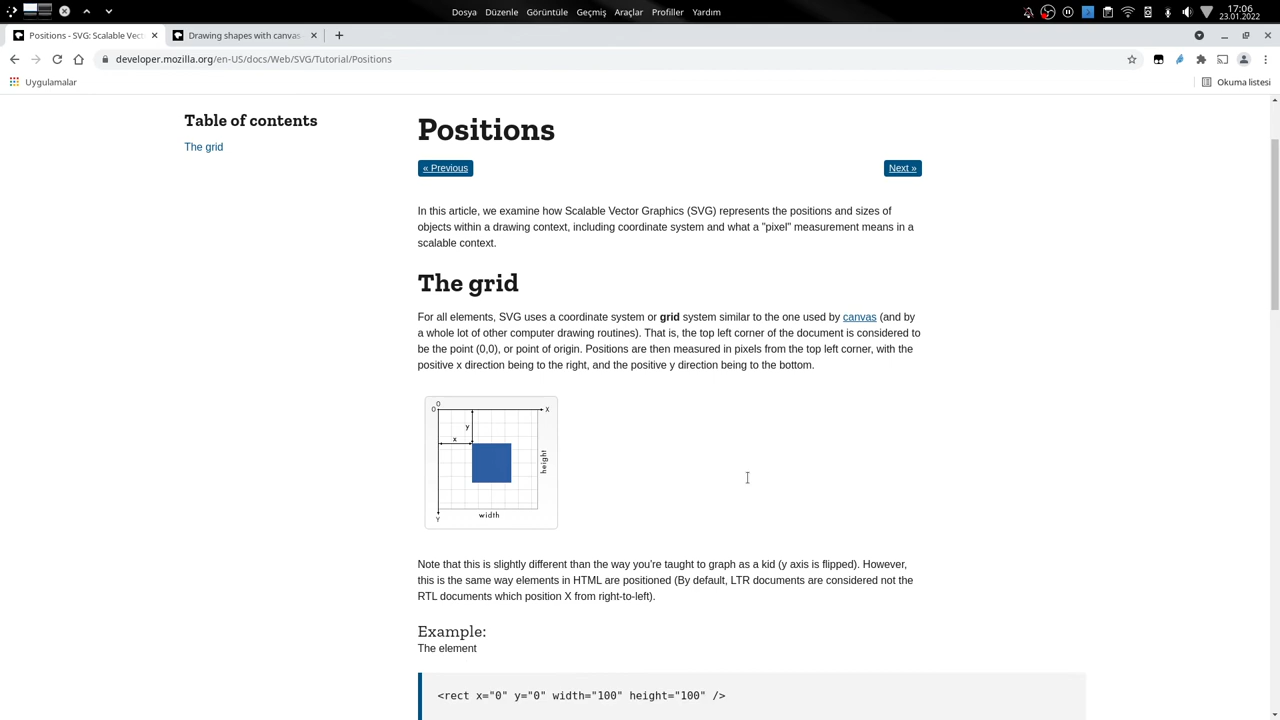 Dosya Düzenle Görüntüle Geçmiş Araçlar Profiller Yardım
17:06
23.01.2022
Positions - SVG: Scalable Vect
Drawing shapes with canvas
developer.mozilla.org/en-US/docs/Web/SVG/Tutorial/Positions
Uygulamalar
Okuma listesi
Table of contents
The grid
Positions
« Previous
Next »
In this article, we examine how Scalable Vector Graphics (SVG) represents the positions and sizes of
objects within a drawing context, including coordinate system and what a "pixel" measurement means in a
scalable context.
The grid
For all elements, SVG uses a coordinate system or grid system similar to the one used by canvas (and by
a whole lot of other computer drawing routines). That is, the top left corner of the document is considered to
be the point (0,0), or point of origin. Positions are then measured in pixels from the top left corner, with the
positive x direction being to the right, and the positive y direction being to the bottom.
0
0
X
y
x
height
width
Y
Note that this is slightly different than the way you're taught to graph as a kid (y axis is flipped). However,
this is the same way elements in HTML are positioned (By default, LTR documents are considered not the
RTL documents which position X from right-to-left).
Example:
The element
<rect x="0" y="0" width="100" height="100" />